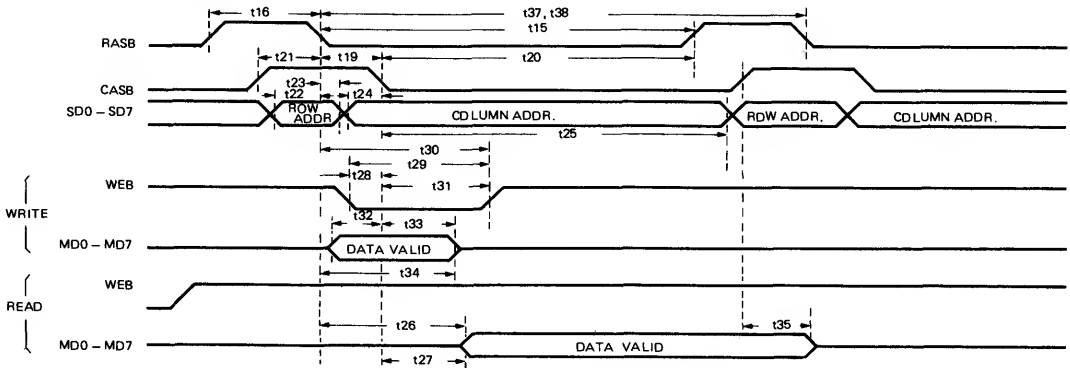 t16
t37, t38
t15
RASB
t21
t19
t20
CASB
t23
t22
t24
SD0 – SD7
ROW ADDR
CDLUMN ADDR.
RDW ADDR.
CDLUMN ADDR.
t25
t30
t29
t28
t31
WEB
WRITE
t32
t33
MD0 – MD7
DATA VALID
t34
WEB
READ
t26
t35
MD0 – MD7
DATA VALID
t27